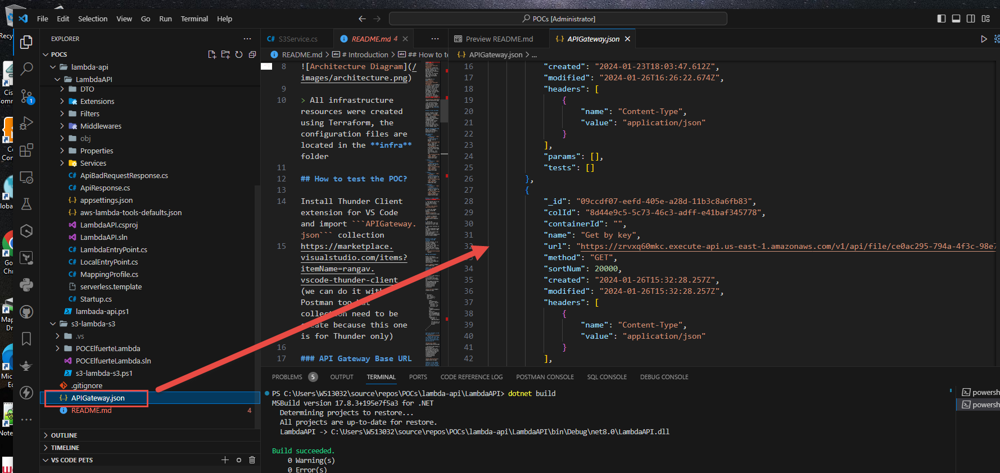 File Edit Selection View Go Run Terminal Help
POCs [Administrator]
Recy
EXPLORER
POCS
lambda-api
LambdaAPI
DTO
Extensions
Filters
Middlewares
obj
Properties
Services
C# ApiBadRequestResponse.cs
C# ApiResponse.cs
{..} appsettings.json
{..} aws-lambda-tools-defaults.json
LambdaAPI.csproj
LambdaAPI.sln
C# LambdaEntryPoint.cs
C# LocalEntryPoint.cs
C# MappingProfile.cs
serverless.template
C# Startup.cs
lambada-api.ps1
s3-lambda-s3
.vs
POCElfuerteLambda
POCElfuerteLambda.sln
s3-lambda-s3.ps1
.gitignore
{..} APIGateway.json
README.md 4
OUTLINE
TIMELINE
VS CODE PETS
Cis
Com
Co
Con
loba
Go
Chr
Map
Dr
Mic
Ec
Note
1
C# S3Service.cs
README.md 4
README.md > # Introduction > ## How to te
8 ![Architecture Diagram](/
images/architecture.png)
9
10 > All infrastructure
resources were created
using Terraform, the
configuration files are
located in the **infra**
folder
11
12 ## How to test the POC?
13
14 Install Thunder Client
extension for VS Code
and import ```APIGateway.
json``` collection
15 https://marketplace.
visualstudio.com/items?
itemName=rangav.
vscode-thunder-client
(we can do it with
Postman too but
collection need to be
create because this one
is for Thunder only)
16
17 ### API Gateway Base URL
Preview README.md
{..} APIGateway.json
{..} APIGateway.json > ...
16 "created": "2024-01-23T18:03:47.612Z",
17 "modified": "2024-01-26T16:26:22.674Z",
18 "headers": [
19 {
20 "name": "Content-Type",
21 "value": "application/json"
22 }
23 ],
24 "params": [],
25 "tests": []
26 },
27 {
28 "_id": "09ccdf07-eefd-405e-a28d-11b3c8a6fb83",
29 "colId": "8d44e9c5-5c73-46c3-adff-e41baf345778",
30 "containerId": "",
31 "name": "Get by key",
32 "url": "https://zrvxq60mkc.execute-api.us-east-1.amazonaws.com/v1/api/file/ce0ac295-794a-4f3c-98e7
"method": "GET",
34 "sortNum": 20000,
35 "created": "2024-01-26T15:32:28.257Z",
36 "modified": "2024-01-26T15:32:28.257Z",
37 "headers": [
38 {
39 "name": "Content-Type",
40 "value": "application/json"
41 }
42 ],
PROBLEMS 5 OUTPUT TERMINAL PORTS CODE REFERENCE LOG POSTMAN CONSOLE SQL CONSOLE DEBUG CONSOLE
PS C:\Users\W513032\source\repos\POCs\lambda-api\LambdaAPI> dotnet build
MSBuild version 17.8.3+195e7f5a3 for .NET
Determining projects to restore...
All projects are up-to-date for restore.
LambdaAPI -> C:\Users\W513032\source\repos\POCs\lambda-api\LambdaAPI\bin\Debug\net8.0\LambdaAPI.dll
Build succeeded.
0 Warning(s)
0 Error(s)
powersh
powersh